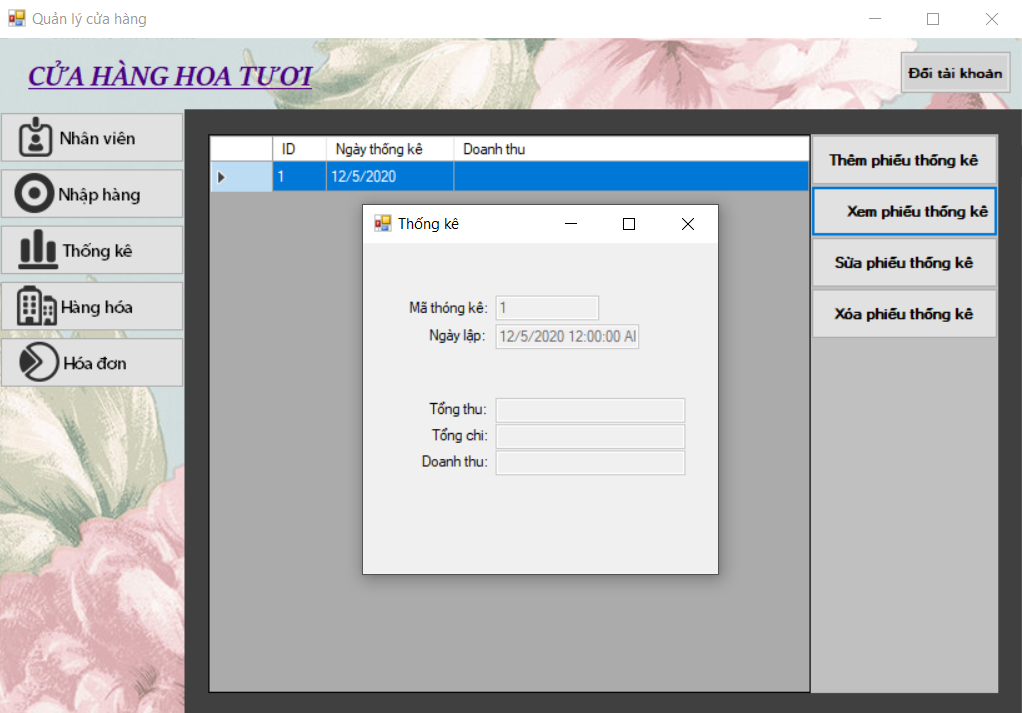 Quản lý cửa hàng
CỬA HÀNG HOA TƯƠI
Đổi tài khoản
Nhân viên
Nhập hàng
Thống kê
Hàng hóa
Hóa đơn
ID Ngày thống kê Doanh thu
1 12/5/2020
Thêm phiếu thống kê
Xem phiếu thống kê
Sửa phiếu thống kê
Xóa phiếu thống kê
Thống kê
Mã thóng kê: 1
Ngày lập: 12/5/2020 12:00:00 AI
Tổng thu:
Tổng chi:
Doanh thu: